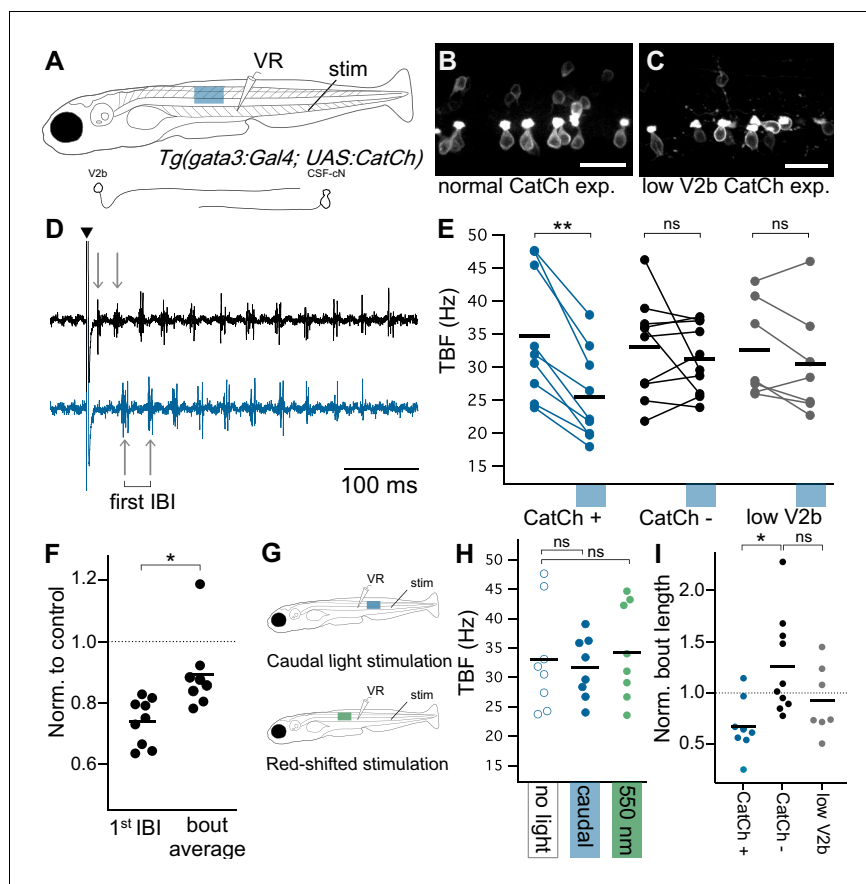 A
VR
stim
Tg(gata3:Gal4; UAS:CatCh)
V2b
CSF-cN
B
normal CatCh exp.
C
low V2b CatCh exp.
D
first IBI
100 ms
E
**
ns
ns
TBF (Hz)
50
45
40
35
30
25
20
15
CatCh +
CatCh -
low V2b
F
*
Norm. to control
1.2
1.0
0.8
0.6
1st IBI
bout
average
G
VR
stim
Caudal light stimulation
VR
stim
Red-shifted stimulation
H
ns
ns
TBF (Hz)
50
45
40
35
30
25
20
15
no light
caudal
550 nm
I
*
ns
Norm. bout length
2.0
1.5
1.0
0.5
CatCh +
CatCh -
low V2b